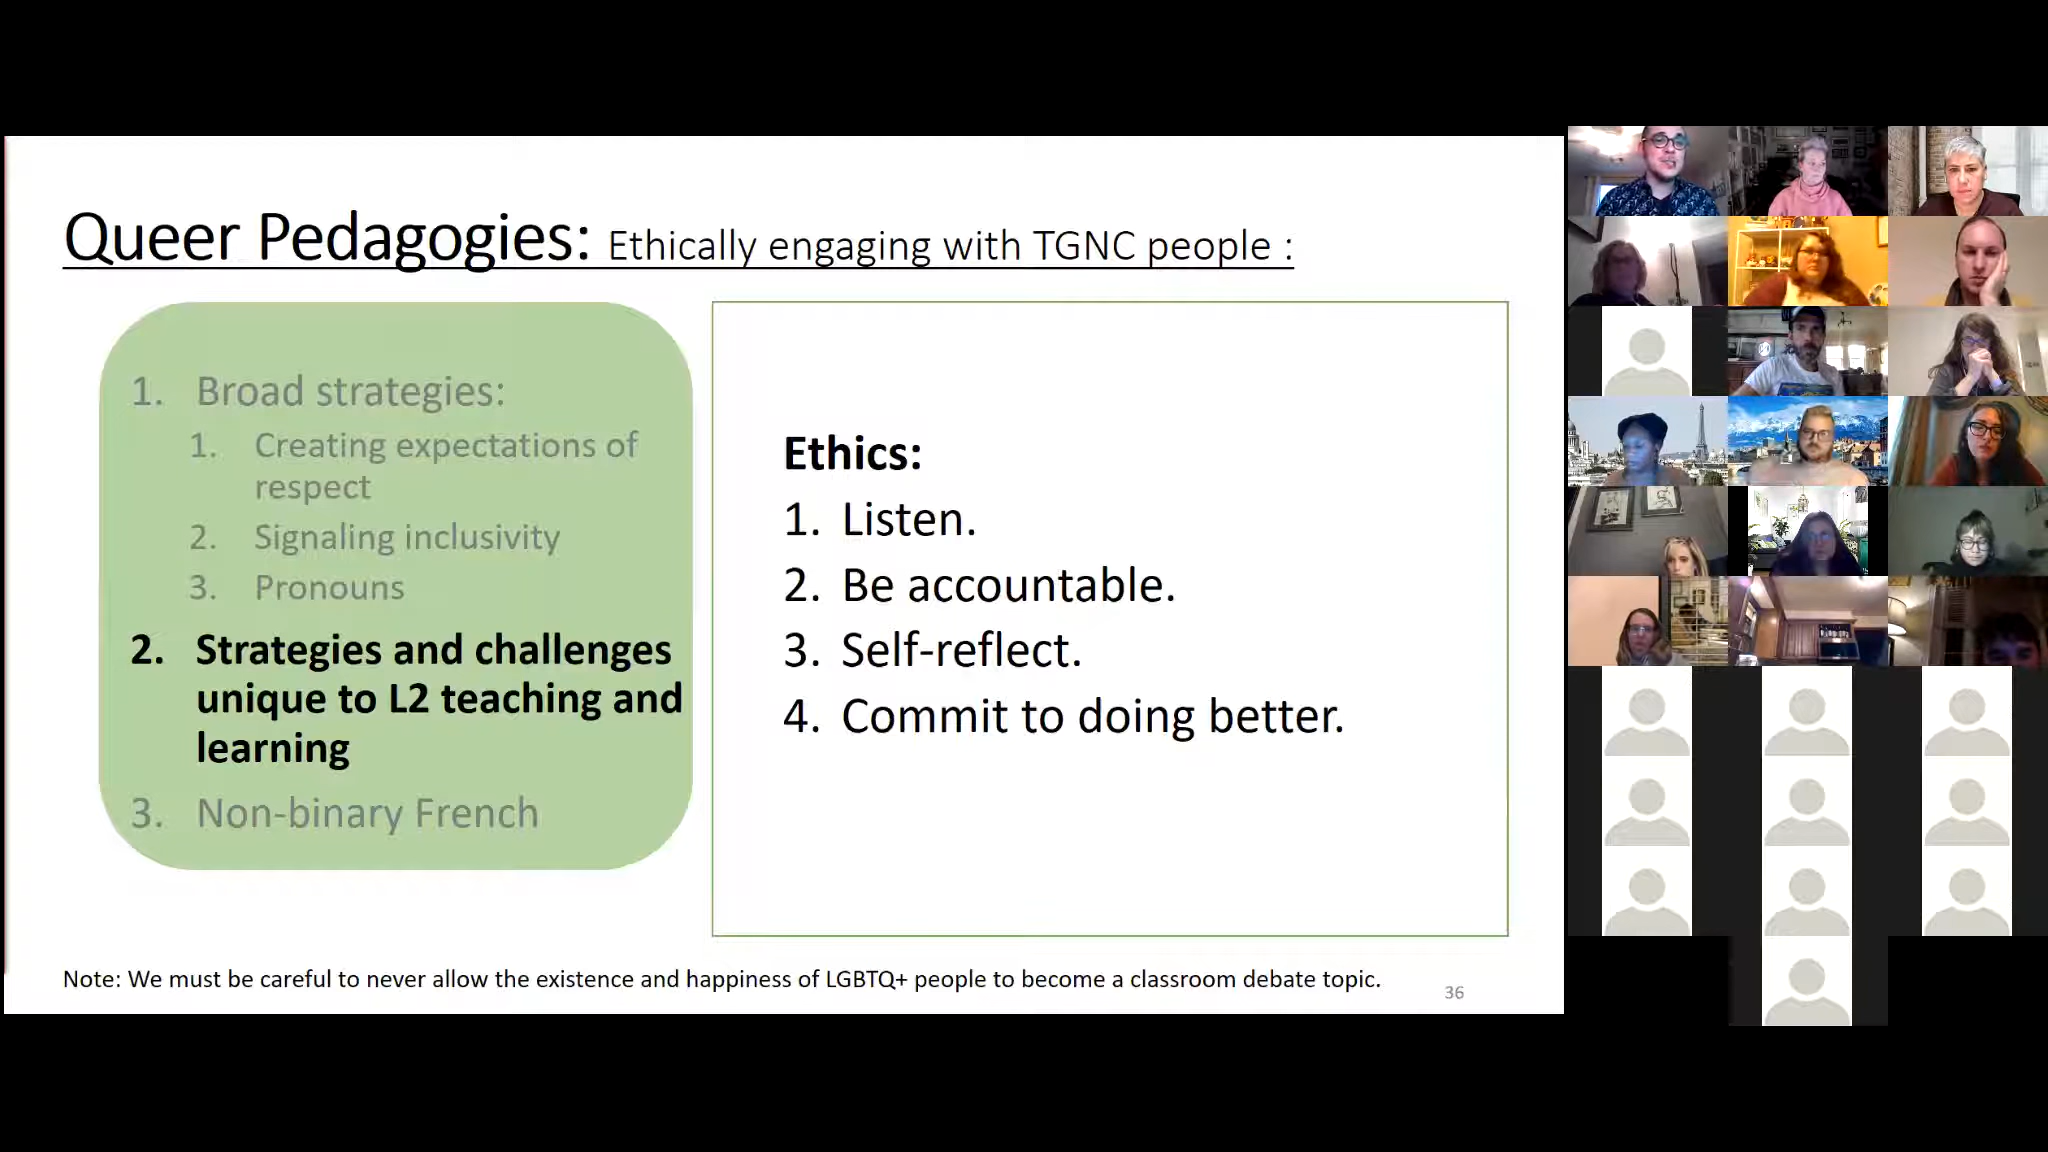 Queer Pedagogies: Ethically engaging with TGNC people :
1. Broad strategies:
1. Creating expectations of
respect
2. Signaling inclusivity
3. Pronouns
2. Strategies and challenges
unique to L2 teaching and
learning
3. Non-binary French
Ethics:
1. Listen.
2. Be accountable.
3. Self-reflect.
4. Commit to doing better.
Note: We must be careful to never allow the existence and happiness of LGBTQ+ people to become a classroom debate topic.
36